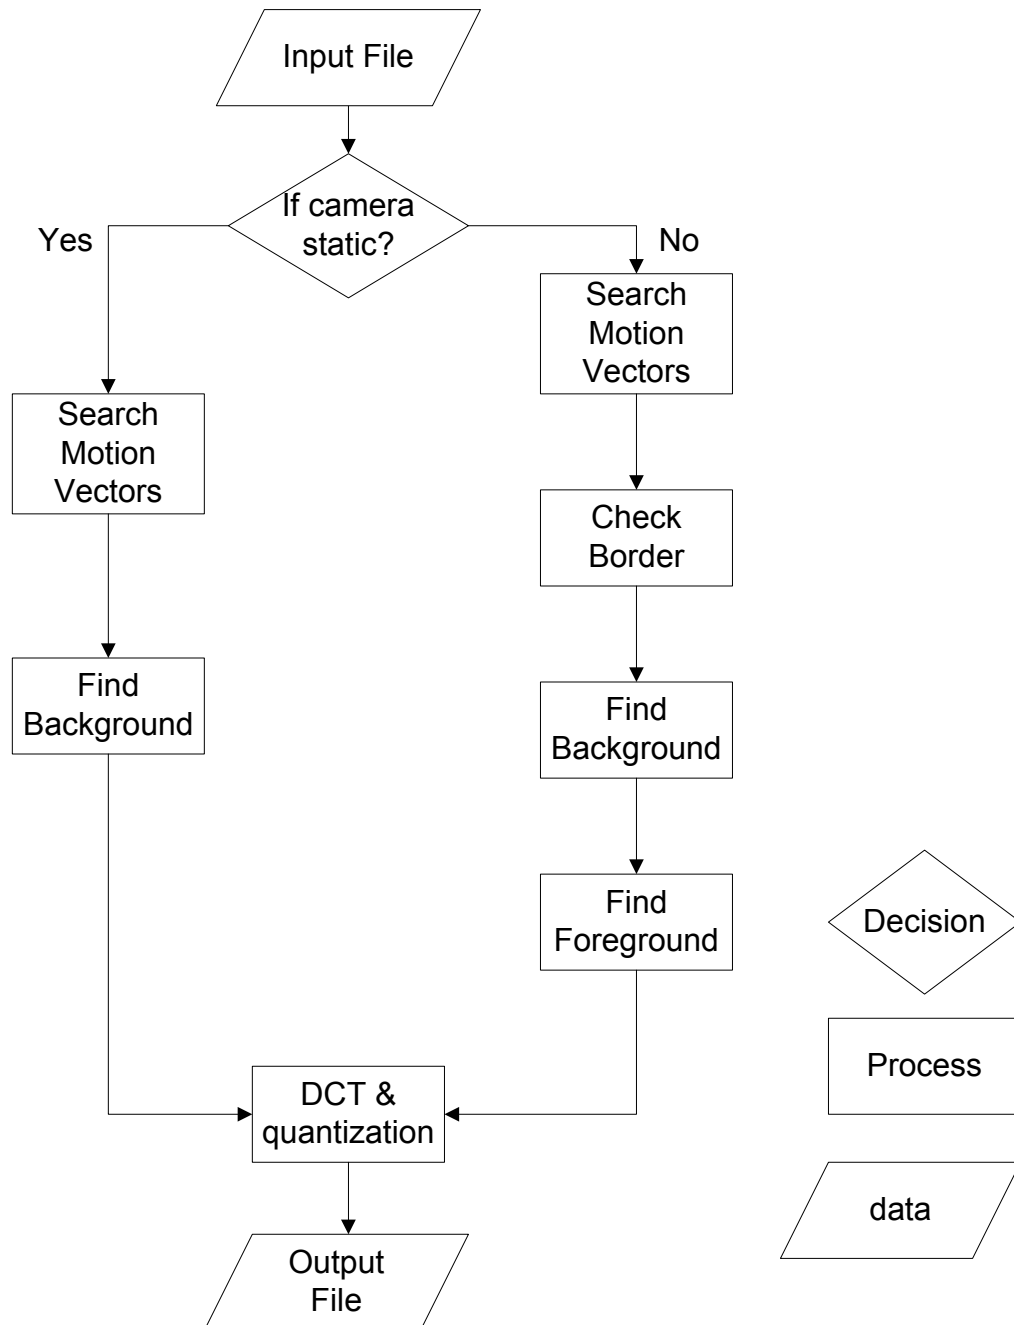 Input File
If camera
static?
Yes
No
Search
Motion
Vectors
Search
Motion
Vectors
Check
Border
Find
Background
Find
Background
Find
Foreground
DCT &
quantization
Output
File
Decision
Process
data